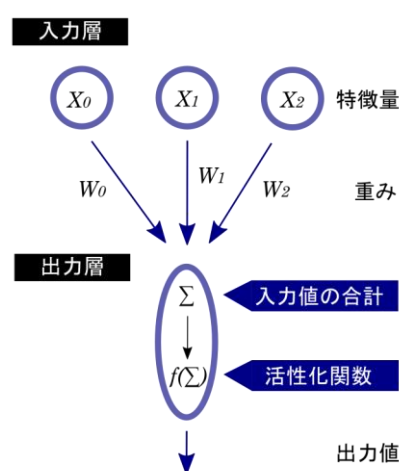 入力層
X₀ X₁ X₂ 特徴量
W₀ W₁ W₂ 重み
出力層
Σ 入力値の合計
f(Σ) 活性化関数
出力値